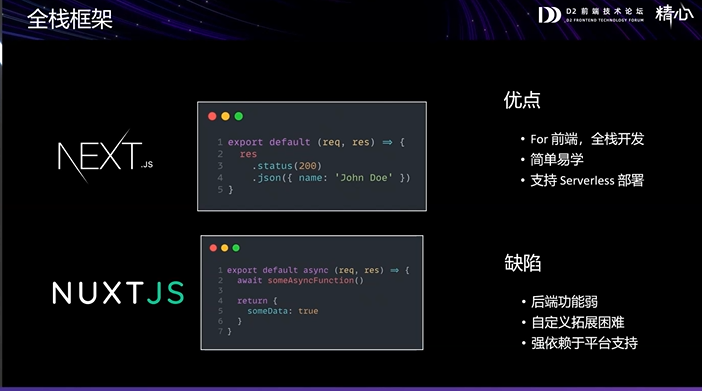 全栈框架
D2 前端技术论坛
D2 FRONTEND TECHNOLOGY FORUM
精心
NEXT.JS
1 export default (req, res) => {
2 res
3 .status(200)
4 .json({ name: 'John Doe' })
5 }
优点
• For 前端，全栈开发
• 简单易学
• 支持 Serverless 部署
NUXTJS
1 export default async (req, res) => {
2 await someAsyncFunction()
3
4 return {
5 someData: true
6 }
7 }
缺陷
• 后端功能弱
• 自定义拓展困难
• 强依赖于平台支持